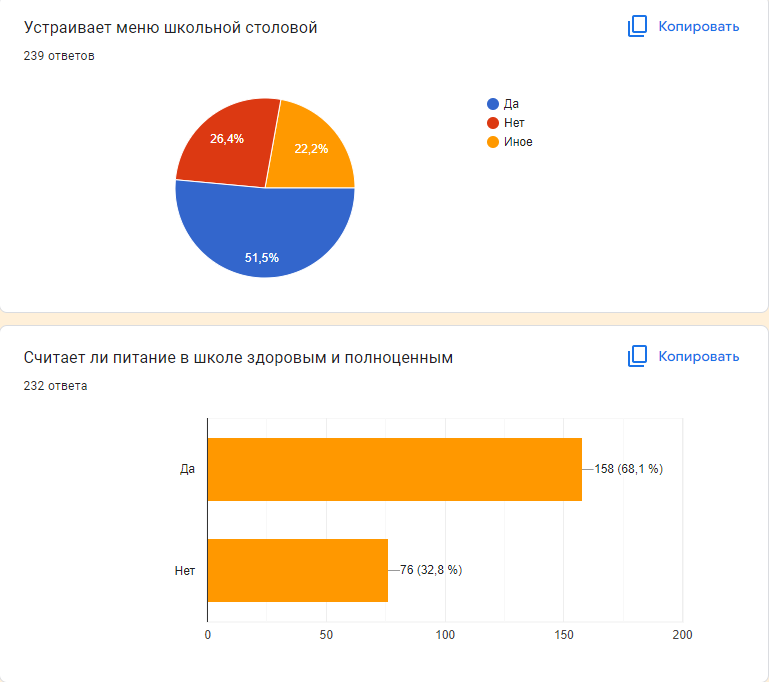 Устраивает меню школьной столовой
Копировать
239 ответов
Да
Нет
Иное
26,4%
22,2%
51,5%
Считает ли питание в школе здоровым и полноценным
Копировать
232 ответа
Да
158 (68,1 %)
Нет
76 (32,8 %)
0
50
100
150
200